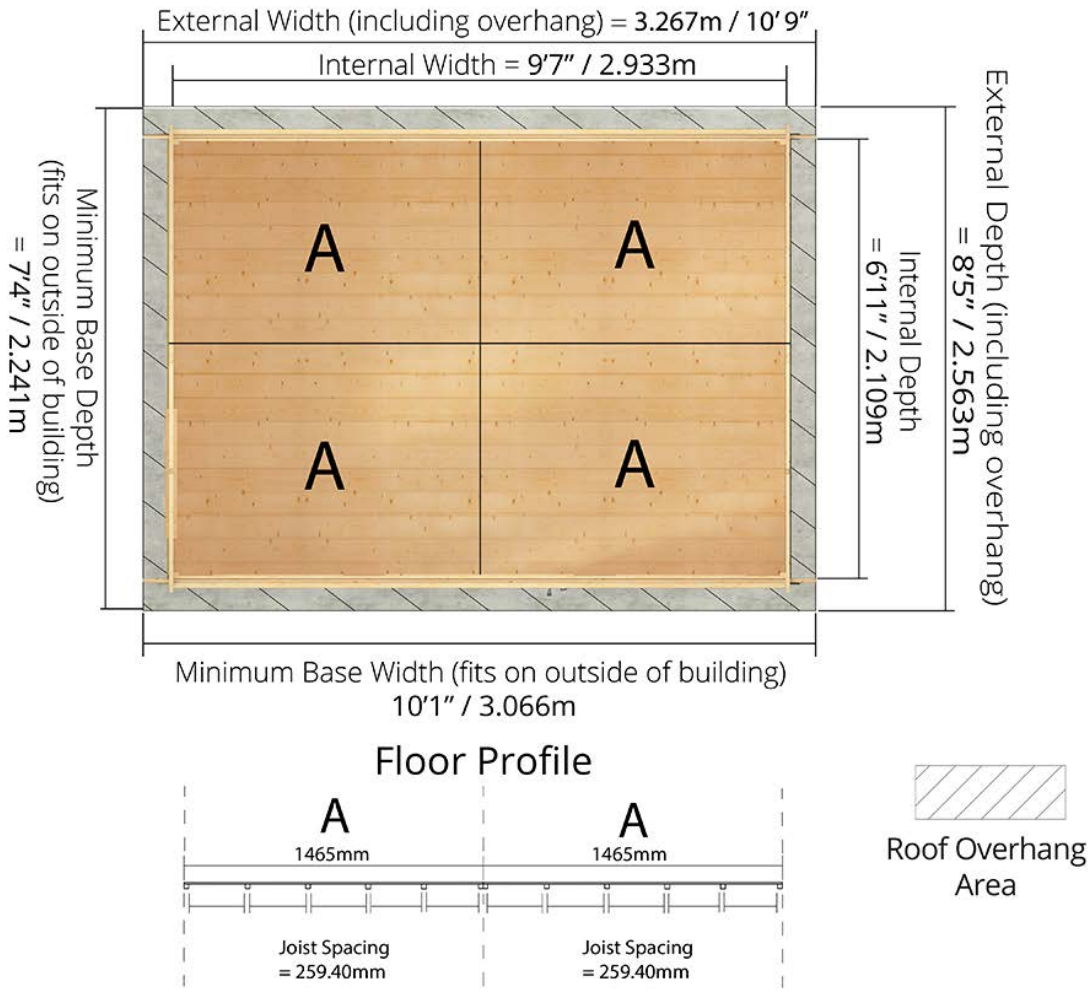 External Width (including overhang) = 3.267m / 10'9"
Internal Width = 9'7" / 2.933m
Minimum Base Depth
(fits on outside of building)
= 7'4" / 2.241m
A
A
A
A
Internal Depth
= 6'11" / 2.109m
External Depth (including overhang)
= 8'5" / 2.563m
Minimum Base Width (fits on outside of building)
10'1" / 3.066m
Floor Profile
A
A
1465mm
1465mm
Joist Spacing
= 259.40mm
Joist Spacing
= 259.40mm
Roof Overhang
Area